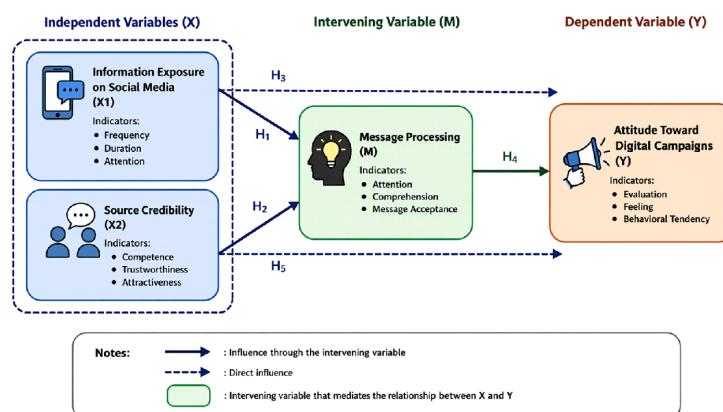 Independent Variables (X)
Intervening Variable (M)
Dependent Variable (Y)
Information Exposure
on Social Media
(X1)
Indicators:
• Frequency
• Duration
• Attention
Source Credibility
(X2)
Indicators:
• Competence
• Trustworthiness
• Attractiveness
H3
H1
H2
H5
Message Processing
(M)
Indicators:
• Attention
• Comprehension
• Message Acceptance
H4
Attitude Toward
Digital Campaigns
(Y)
Indicators:
• Evaluation
• Feeling
• Behavioral Tendency
Notes:
: Influence through the intervening variable
: Direct influence
: Intervening variable that mediates the relationship between X and Y